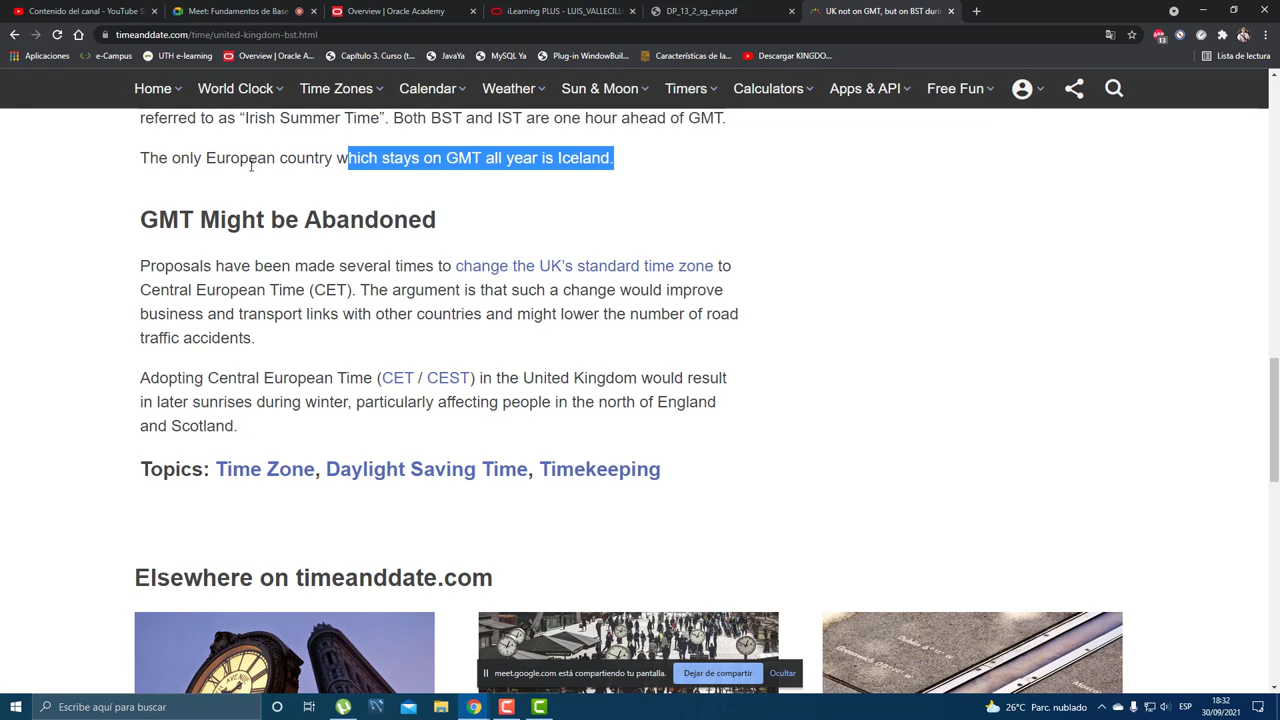 Contenido del canal - YouTube S
Meet: Fundamentos de Base
Overview | Oracle Academy
iLearning PLUS - LUIS_VALLECILL
DP_13_2_sg_esp.pdf
UK not on GMT, but on BST duri
timeanddate.com/time/united-kingdom-bst.html
13
Aplicaciones
e-Campus
UTH e-learning
Overview | Oracle A...
Capítulo 3. Curso (t...
JavaYa
MySQL Ya
Plug-in WindowBuil...
Características de la...
Descargar KINGDO...
Lista de lectura
Home
World Clock
Time Zones
Calendar
Weather
Sun & Moon
Timers
Calculators
Apps & API
Free Fun
referred to as “Irish Summer Time”. Both BST and IST are one hour ahead of GMT.
The only European country which stays on GMT all year is Iceland.
GMT Might be Abandoned
Proposals have been made several times to change the UK’s standard time zone to
Central European Time (CET). The argument is that such a change would improve
business and transport links with other countries and might lower the number of road
traffic accidents.
Adopting Central European Time (CET / CEST) in the United Kingdom would result
in later sunrises during winter, particularly affecting people in the north of England
and Scotland.
Topics: Time Zone, Daylight Saving Time, Timekeeping
Elsewhere on timeanddate.com
AVENUE
meet.google.com está compartiendo tu pantalla.
Dejar de compartir
Ocultar
Escribe aquí para buscar
26°C Parc. nublado
ESP
18:32
30/09/2021